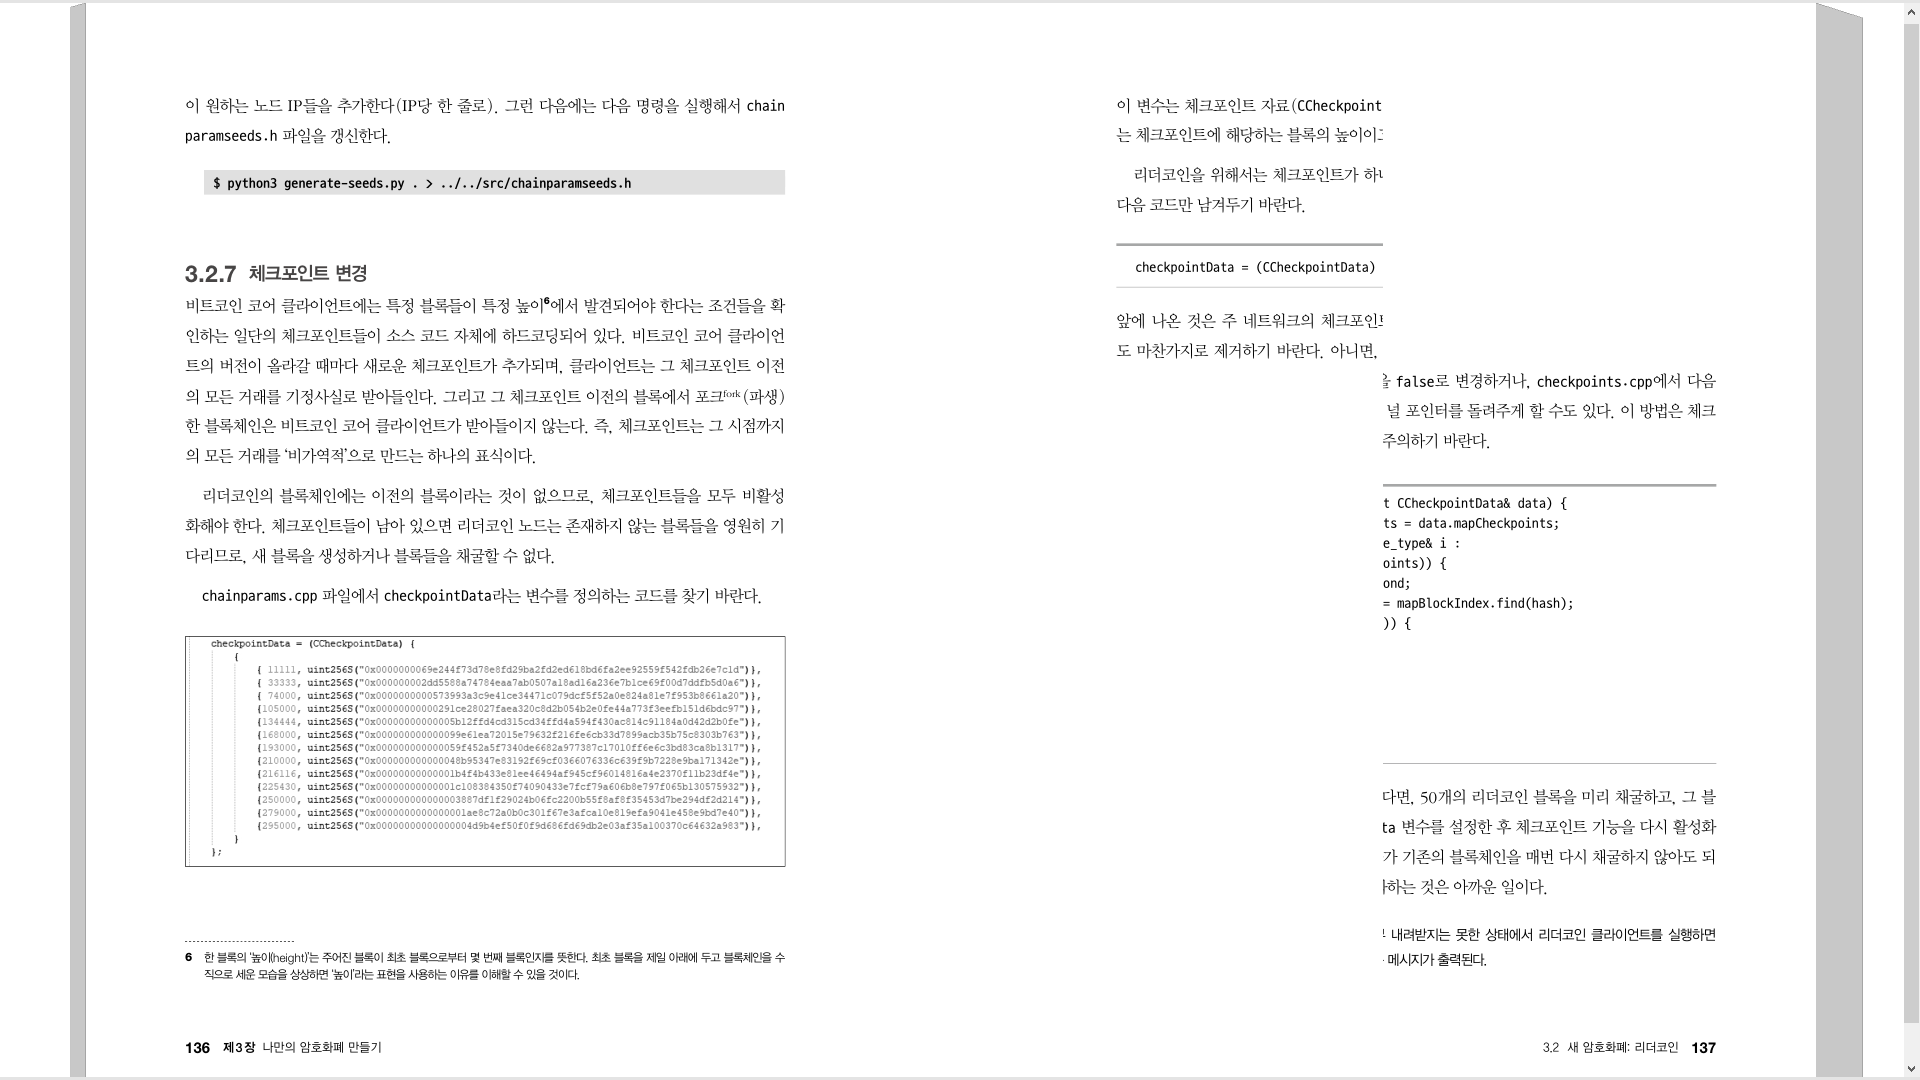 이 원하는 노드 IP들을 추가한다(IP당 한 줄로). 그런 다음에는 다음 명령을 실행해서 chain
paramseeds.h 파일을 갱신한다.
$ python3 generate-seeds.py . > ../../src/chainparamseeds.h
3.2.7 체크포인트 변경
비트코인 코어 클라이언트에는 특정 블록들이 특정 높이6에서 발견되어야 한다는 조건들을 확
인하는 일단의 체크포인트들이 소스 코드 자체에 하드코딩되어 있다. 비트코인 코어 클라이언
트의 버전이 올라갈 때마다 새로운 체크포인트가 추가되며, 클라이언트는 그 체크포인트 이전
의 모든 거래를 기정사실로 받아들인다. 그리고 그 체크포인트 이전의 블록에서 포크fork(파생)
한 블록체인은 비트코인 코어 클라이언트가 받아들이지 않는다. 즉, 체크포인트는 그 시점까지
의 모든 거래를 ‘비가역적’으로 만드는 하나의 표식이다.
리더코인의 블록체인에는 이전의 블록이라는 것이 없으므로, 체크포인트들을 모두 비활성
화해야 한다. 체크포인트들이 남아 있으면 리더코인 노드는 존재하지 않는 블록들을 영원히 기
다리므로, 새 블록을 생성하거나 블록들을 채굴할 수 없다.
chainparams.cpp 파일에서 checkpointData라는 변수를 정의하는 코드를 찾기 바란다.
checkpointData = (CCheckpointData) {
{
{ 11111, uint256S("0x0000000069e244f73d78e8fd29ba2fd2ed618bd6fa2ee92559f542fdb26e7c1d")},
{ 33333, uint256S("0x000000002dd5588a74784eaa7ab0507a18ad16a236e7b1ce69f00d7ddfb5d0a6")},
{ 74000, uint256S("0x0000000000573993a3c9e41ce34471c079dcf5f52a0e824a81e7f953b8661a20")},
{105000, uint256S("0x00000000000291ce28027faea320c8d2b054b2e0fe44a773f3eefb151d6bdc97")},
{134444, uint256S("0x00000000000005b12ffd4cd315cd34ffd4a594f430ac814c91184a0d42d2b0fe")},
{168000, uint256S("0x000000000000099e61ea72015e79632f216fe6cb33d7899acb35b75c8303b763")},
{193000, uint256S("0x000000000000059f452a5f7340de6682a977387c17010ff6e6c3bd83ca8b1317")},
{210000, uint256S("0x000000000000048b95347e83192f69cf0366076336c639f9b7228e9ba171342e")},
{216116, uint256S("0x00000000000001b4f4b433e81ee46494af945cf96014816a4e2370f11b23df4e")},
{225430, uint256S("0x00000000000001c108384350f74090433e7fcf79a606b8e797f065b130575932")},
{250000, uint256S("0x000000000000003887df1f29024b06fc2200b55f8af8f35453d7be294df2d214")},
{279000, uint256S("0x0000000000000001ae8c72a0b0c301f67e3afca10e819efa9041e458e9bd7e40")},
{295000, uint256S("0x00000000000000004d9b4ef50f0f9d686fd69db2e03af35a100370c64632a983")},
}
};
6 한 블록의 ‘높이(height)’는 주어진 블록이 최초 블록으로부터 몇 번째 블록인지를 뜻한다. 최초 블록을 제일 아래에 두고 블록체인을 수
직으로 세운 모습을 상상하면 ‘높이’라는 표현을 사용하는 이유를 이해할 수 있을 것이다.
136 제3장 나만의 암호화폐 만들기
이 변수는 체크포인트 자료(CCheckpoint
는 체크포인트에 해당하는 블록의 높이이
리더코인을 위해서는 체크포인트가 하
다음 코드만 남겨두기 바란다.
checkpointData = (CCheckpointData)
앞에 나온 것은 주 네트워크의 체크포인
도 마찬가지로 제거하기 바란다. 아니면,
을 false로 변경하거나, checkpoints.cpp에서 다음
널 포인터를 돌려주게 할 수도 있다. 이 방법은 체크
주의하기 바란다.
t CCheckpointData& data) {
ts = data.mapCheckpoints;
e_type& i :
oints)) {
ond;
= mapBlockIndex.find(hash);
)) {
다면, 50개의 리더코인 블록을 미리 채굴하고, 그 블
ta 변수를 설정한 후 체크포인트 기능을 다시 활성화
가 기존의 블록체인을 매번 다시 채굴하지 않아도 되
하는 것은 아까운 일이다.
내려받지는 못한 상태에서 리더코인 클라이언트를 실행하면
메시지가 출력된다.
3.2 새 암호화폐: 리더코인 137